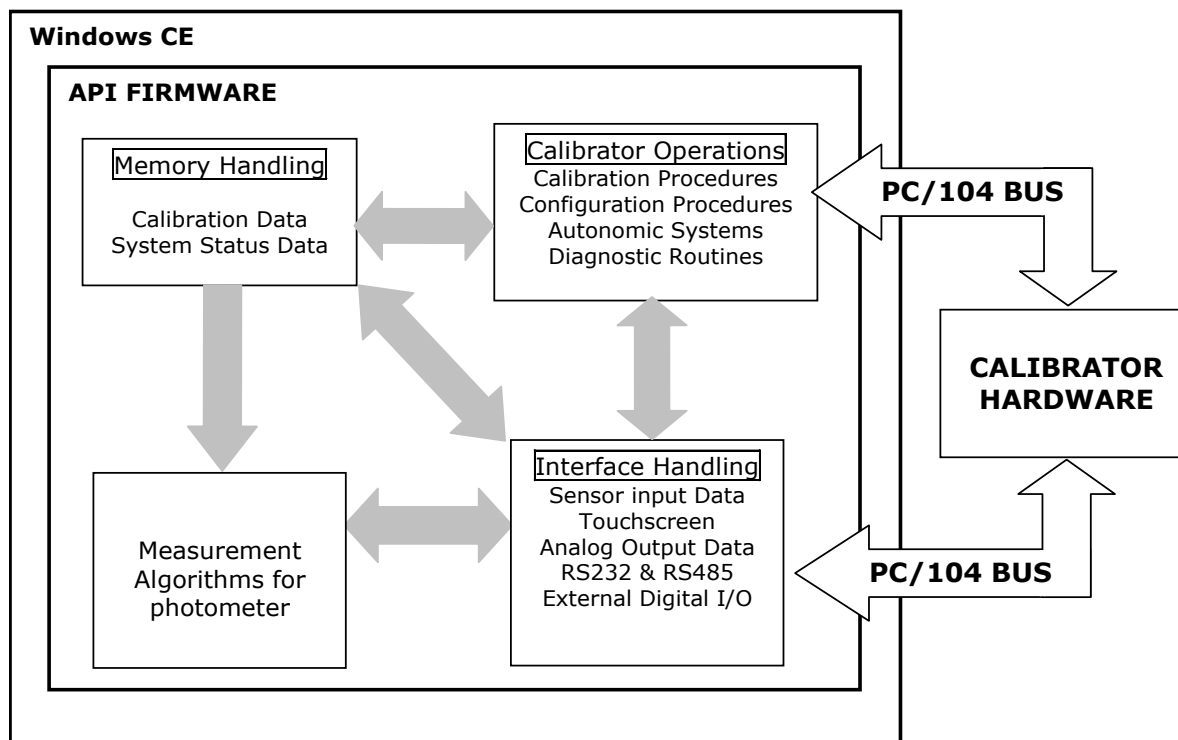 Windows CE
API FIRMWARE
Memory Handling
Calibration Data
System Status Data
Calibrator Operations
Calibration Procedures
Configuration Procedures
Autonomic Systems
Diagnostic Routines
PC/104 BUS
CALIBRATOR
HARDWARE
Measurement
Algorithms for
photometer
Interface Handling
Sensor input Data
Touchscreen
Analog Output Data
RS232 & RS485
External Digital I/O
PC/104 BUS